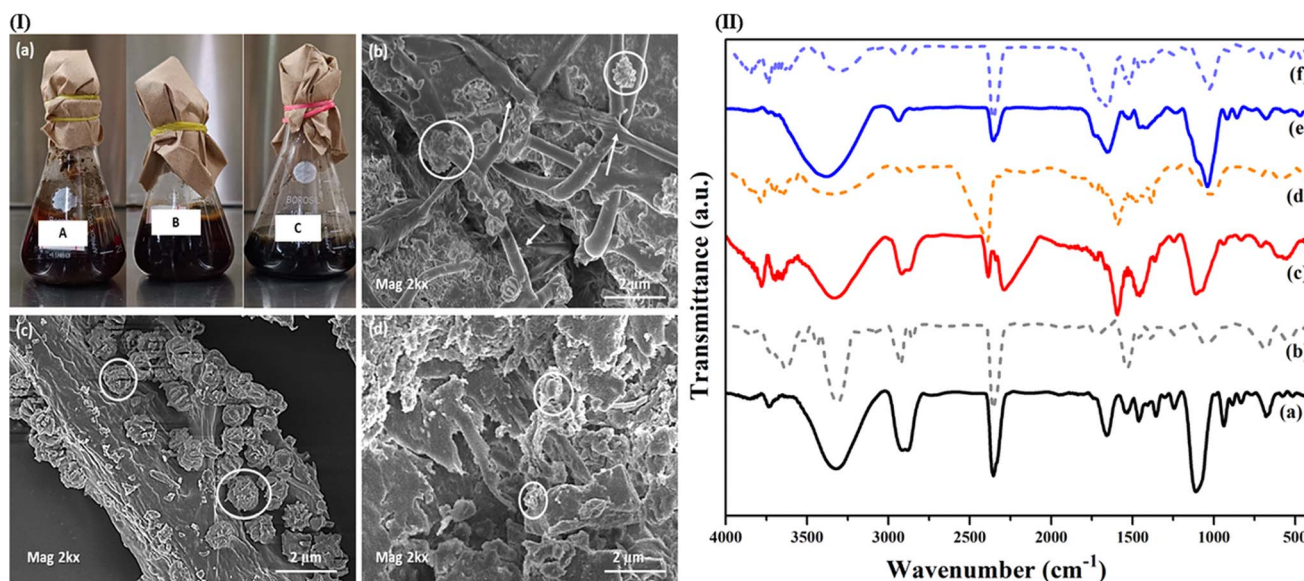 (I)
(II)
(a)
A
B
C
BOROSIL
(b)
Mag 2kx
2 μm
(c)
Mag 2kx
2 μm
(d)
Mag 2kx
2 μm
Transmittance (a.u.)
(f)
(e)
(d)
(c)
(b)
(a)
4000 3500 3000 2500 2000 1500 1000 500
Wavenumber (cm⁻¹)